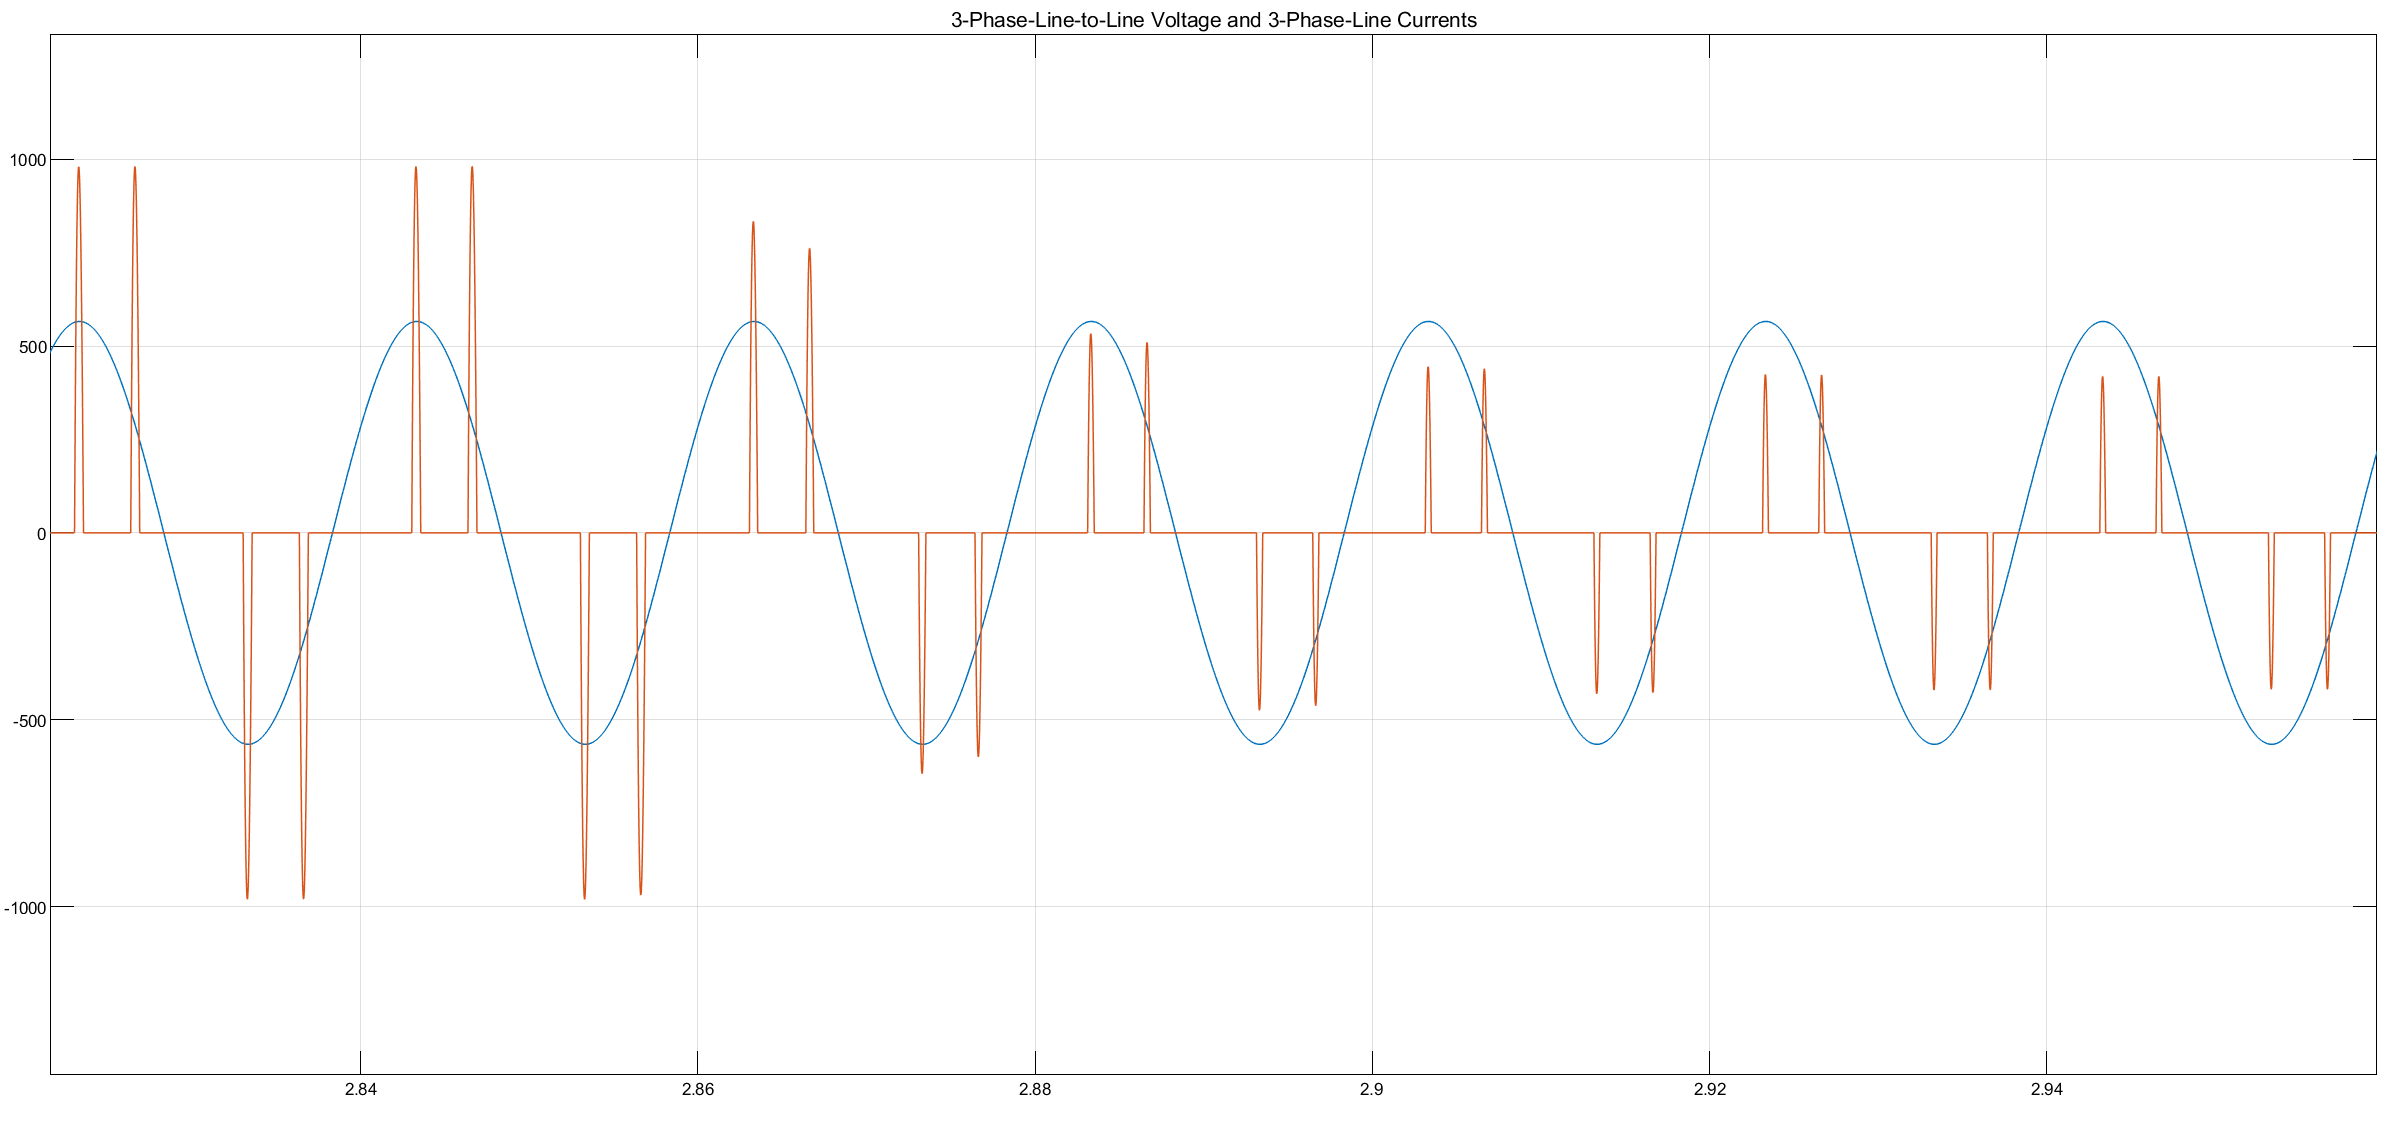 3-Phase-Line-to-Line Voltage and 3-Phase-Line Currents
1000
500
0
-500
-1000
2.84 2.86 2.88 2.9 2.92 2.94